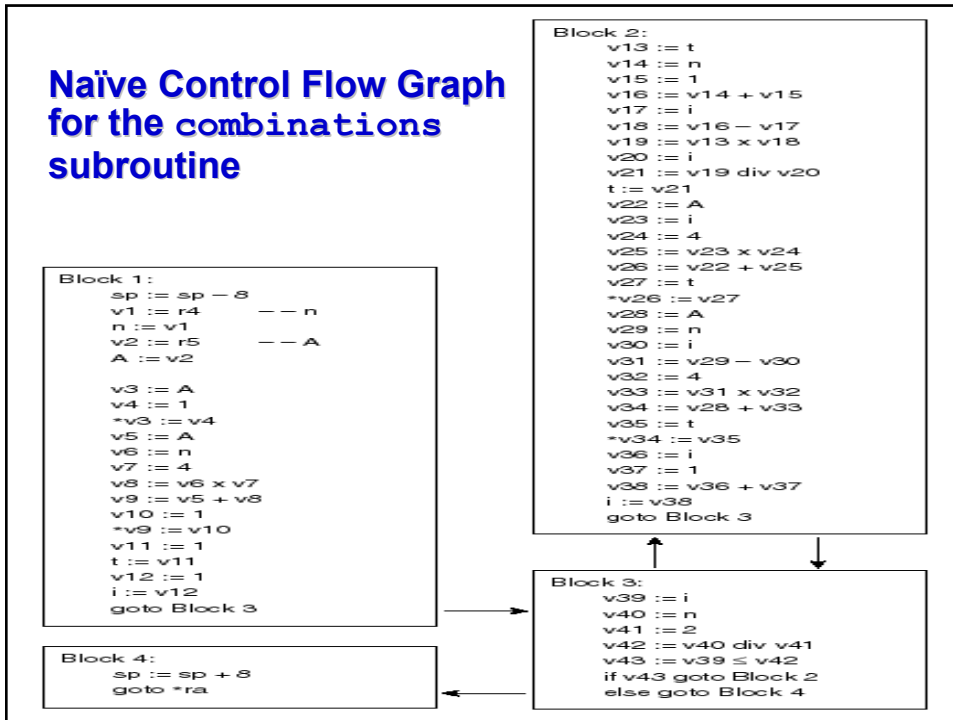 Naïve Control Flow Graph
for the combinations
subroutine
Block 1:
sp := sp – 8
v1 := r4 – – n
n := v1
v2 := r5 – – A
A := v2
v3 := A
v4 := 1
*v3 := v4
v5 := A
v6 := n
v7 := 4
v8 := v6 x v7
v9 := v5 + v8
v10 := 1
*v9 := v10
v11 := 1
t := v11
v12 := 1
i := v12
goto Block 3
Block 2:
v13 := t
v14 := n
v15 := 1
v16 := v14 + v15
v17 := i
v18 := v16 – v17
v19 := v13 x v18
v20 := i
v21 := v19 div v20
t := v21
v22 := A
v23 := i
v24 := 4
v25 := v23 x v24
v26 := v22 + v25
v27 := t
*v26 := v27
v28 := A
v29 := n
v30 := i
v31 := v29 – v30
v32 := 4
v33 := v31 x v32
v34 := v28 + v33
v35 := t
*v34 := v35
v36 := i
v37 := 1
v38 := v36 + v37
i := v38
goto Block 3
Block 3:
v39 := i
v40 := n
v41 := 2
v42 := v40 div v41
v43 := v39 ≤ v42
if v43 goto Block 2
else goto Block 4
Block 4:
sp := sp + 8
goto *ra